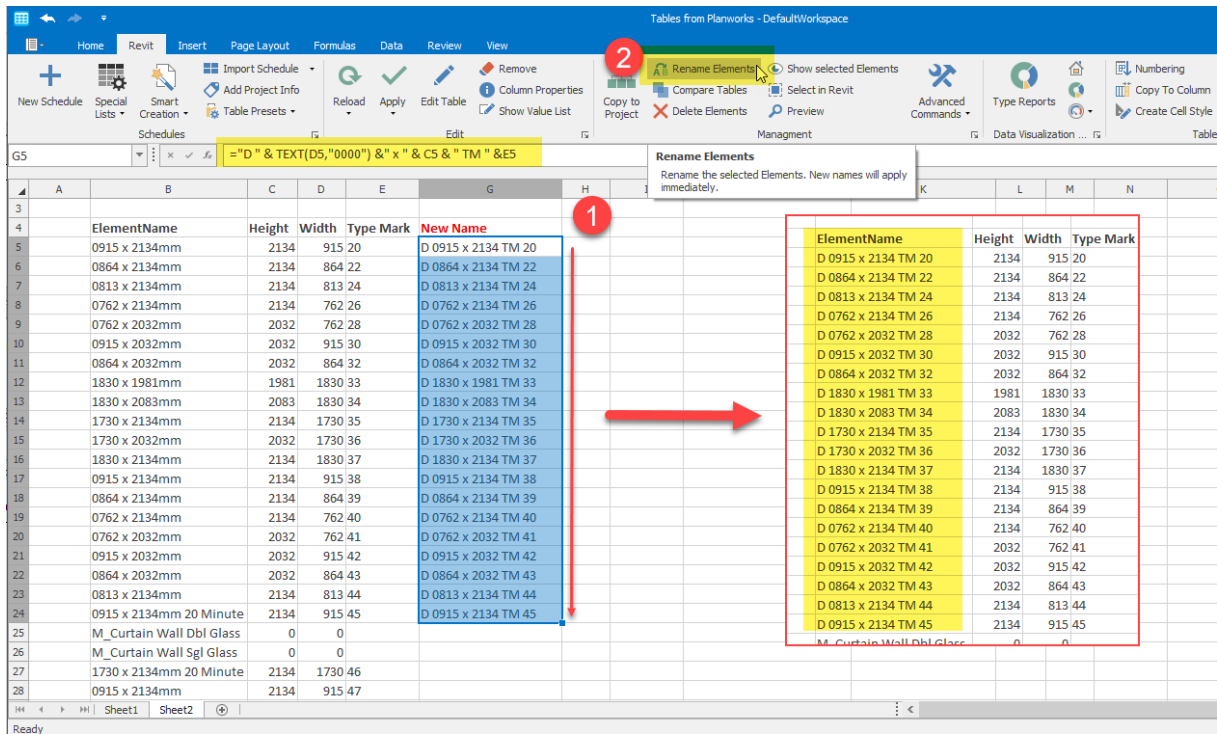 Tables from Planworks - DefaultWorkspace
Home Revit Insert Page Layout Formulas Data Review View
New Schedule
Special Lists
Smart Creation
Import Schedule
Add Project Info
Table Presets
Schedules
Reload
Apply
Edit Table
Remove
Column Properties
Show Value List
Edit
2
Copy to Project
Rename Elements
Compare Tables
Delete Elements
Show selected Elements
Select in Revit
Preview
Advanced Commands
Managment
Type Reports
Data Visualization ...
Numbering
Copy To Column
Create Cell Style
Table
G5 ="D " & TEXT(D5,"0000") &" x " & C5 & " TM " &E5
Rename Elements
Rename the selected Elements. New names will apply
immediately.
A B C D E G H I K L M N
3
4 ElementName Height Width Type Mark New Name
1
5 0915 x 2134mm 2134 915 20 D 0915 x 2134 TM 20
6 0864 x 2134mm 2134 864 22 D 0864 x 2134 TM 22
7 0813 x 2134mm 2134 813 24 D 0813 x 2134 TM 24
8 0762 x 2134mm 2134 762 26 D 0762 x 2134 TM 26
9 0762 x 2032mm 2032 762 28 D 0762 x 2032 TM 28
10 0915 x 2032mm 2032 915 30 D 0915 x 2032 TM 30
11 0864 x 2032mm 2032 864 32 D 0864 x 2032 TM 32
12 1830 x 1981mm 1981 1830 33 D 1830 x 1981 TM 33
13 1830 x 2083mm 2083 1830 34 D 1830 x 2083 TM 34
14 1730 x 2134mm 2134 1730 35 D 1730 x 2134 TM 35
15 1730 x 2032mm 2032 1730 36 D 1730 x 2032 TM 36
16 1830 x 2134mm 2134 1830 37 D 1830 x 2134 TM 37
17 0915 x 2134mm 2134 915 38 D 0915 x 2134 TM 38
18 0864 x 2134mm 2134 864 39 D 0864 x 2134 TM 39
19 0762 x 2134mm 2134 762 40 D 0762 x 2134 TM 40
20 0762 x 2032mm 2032 762 41 D 0762 x 2032 TM 41
21 0915 x 2032mm 2032 915 42 D 0915 x 2032 TM 42
22 0864 x 2032mm 2032 864 43 D 0864 x 2032 TM 43
23 0813 x 2134mm 2134 813 44 D 0813 x 2134 TM 44
24 0915 x 2134mm 20 Minute 2134 915 45 D 0915 x 2134 TM 45
25 M_Curtain Wall Dbl Glass 0 0
26 M_Curtain Wall Sgl Glass 0 0
27 1730 x 2134mm 20 Minute 2134 1730 46
28 0915 x 2134mm 2134 915 47
ElementName Height Width Type Mark
D 0915 x 2134 TM 20 2134 915 20
D 0864 x 2134 TM 22 2134 864 22
D 0813 x 2134 TM 24 2134 813 24
D 0762 x 2134 TM 26 2134 762 26
D 0762 x 2032 TM 28 2032 762 28
D 0915 x 2032 TM 30 2032 915 30
D 0864 x 2032 TM 32 2032 864 32
D 1830 x 1981 TM 33 1981 1830 33
D 1830 x 2083 TM 34 2083 1830 34
D 1730 x 2134 TM 35 2134 1730 35
D 1730 x 2032 TM 36 2032 1730 36
D 1830 x 2134 TM 37 2134 1830 37
D 0915 x 2134 TM 38 2134 915 38
D 0864 x 2134 TM 39 2134 864 39
D 0762 x 2134 TM 40 2134 762 40
D 0762 x 2032 TM 41 2032 762 41
D 0915 x 2032 TM 42 2032 915 42
D 0864 x 2032 TM 43 2032 864 43
D 0813 x 2134 TM 44 2134 813 44
D 0915 x 2134 TM 45 2134 915 45
M_Curtain Wall Dbl Glass 0 0
Sheet1 Sheet2
Ready